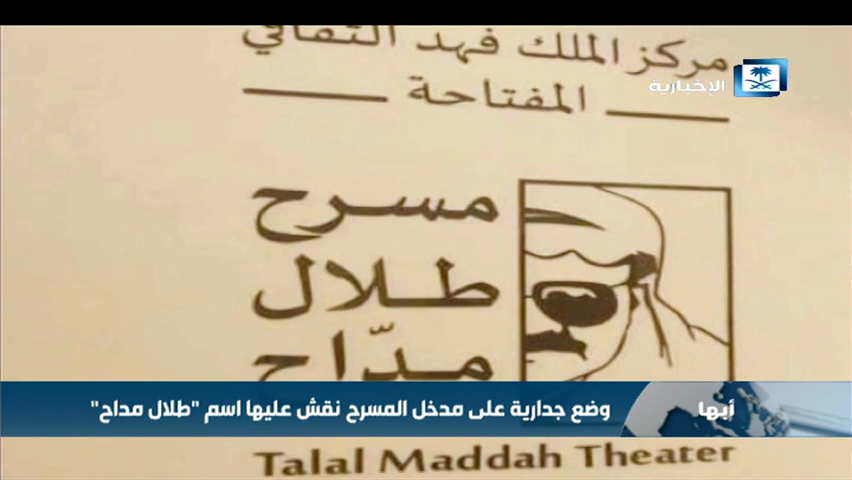 مركز الملك فهد الثقافي
الإخبارية
المفتاحة
مسرح
طلال
مدّاح
أبها
وضع جدارية على مدخل المسرح نقش عليها اسم "طلال مداح"
Talal Maddah Theater